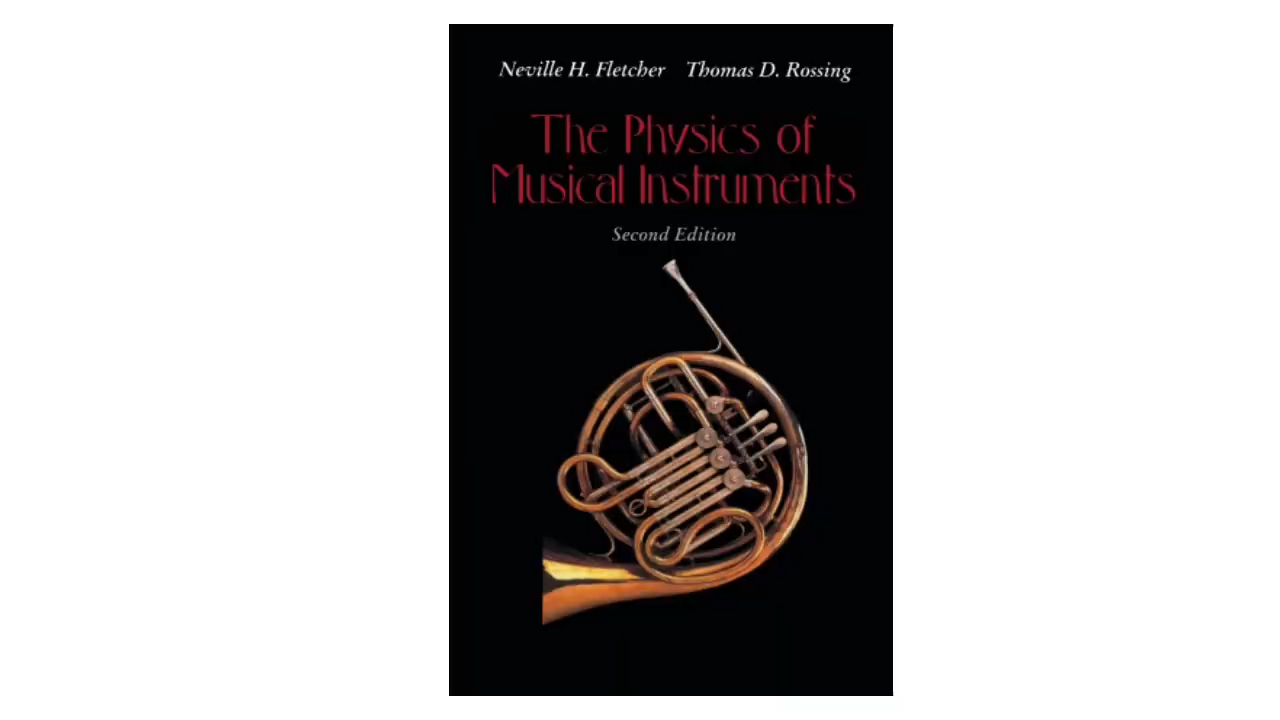 Neville H. Fletcher Thomas D. Rossing
The Physics of
Musical Instruments
Second Edition